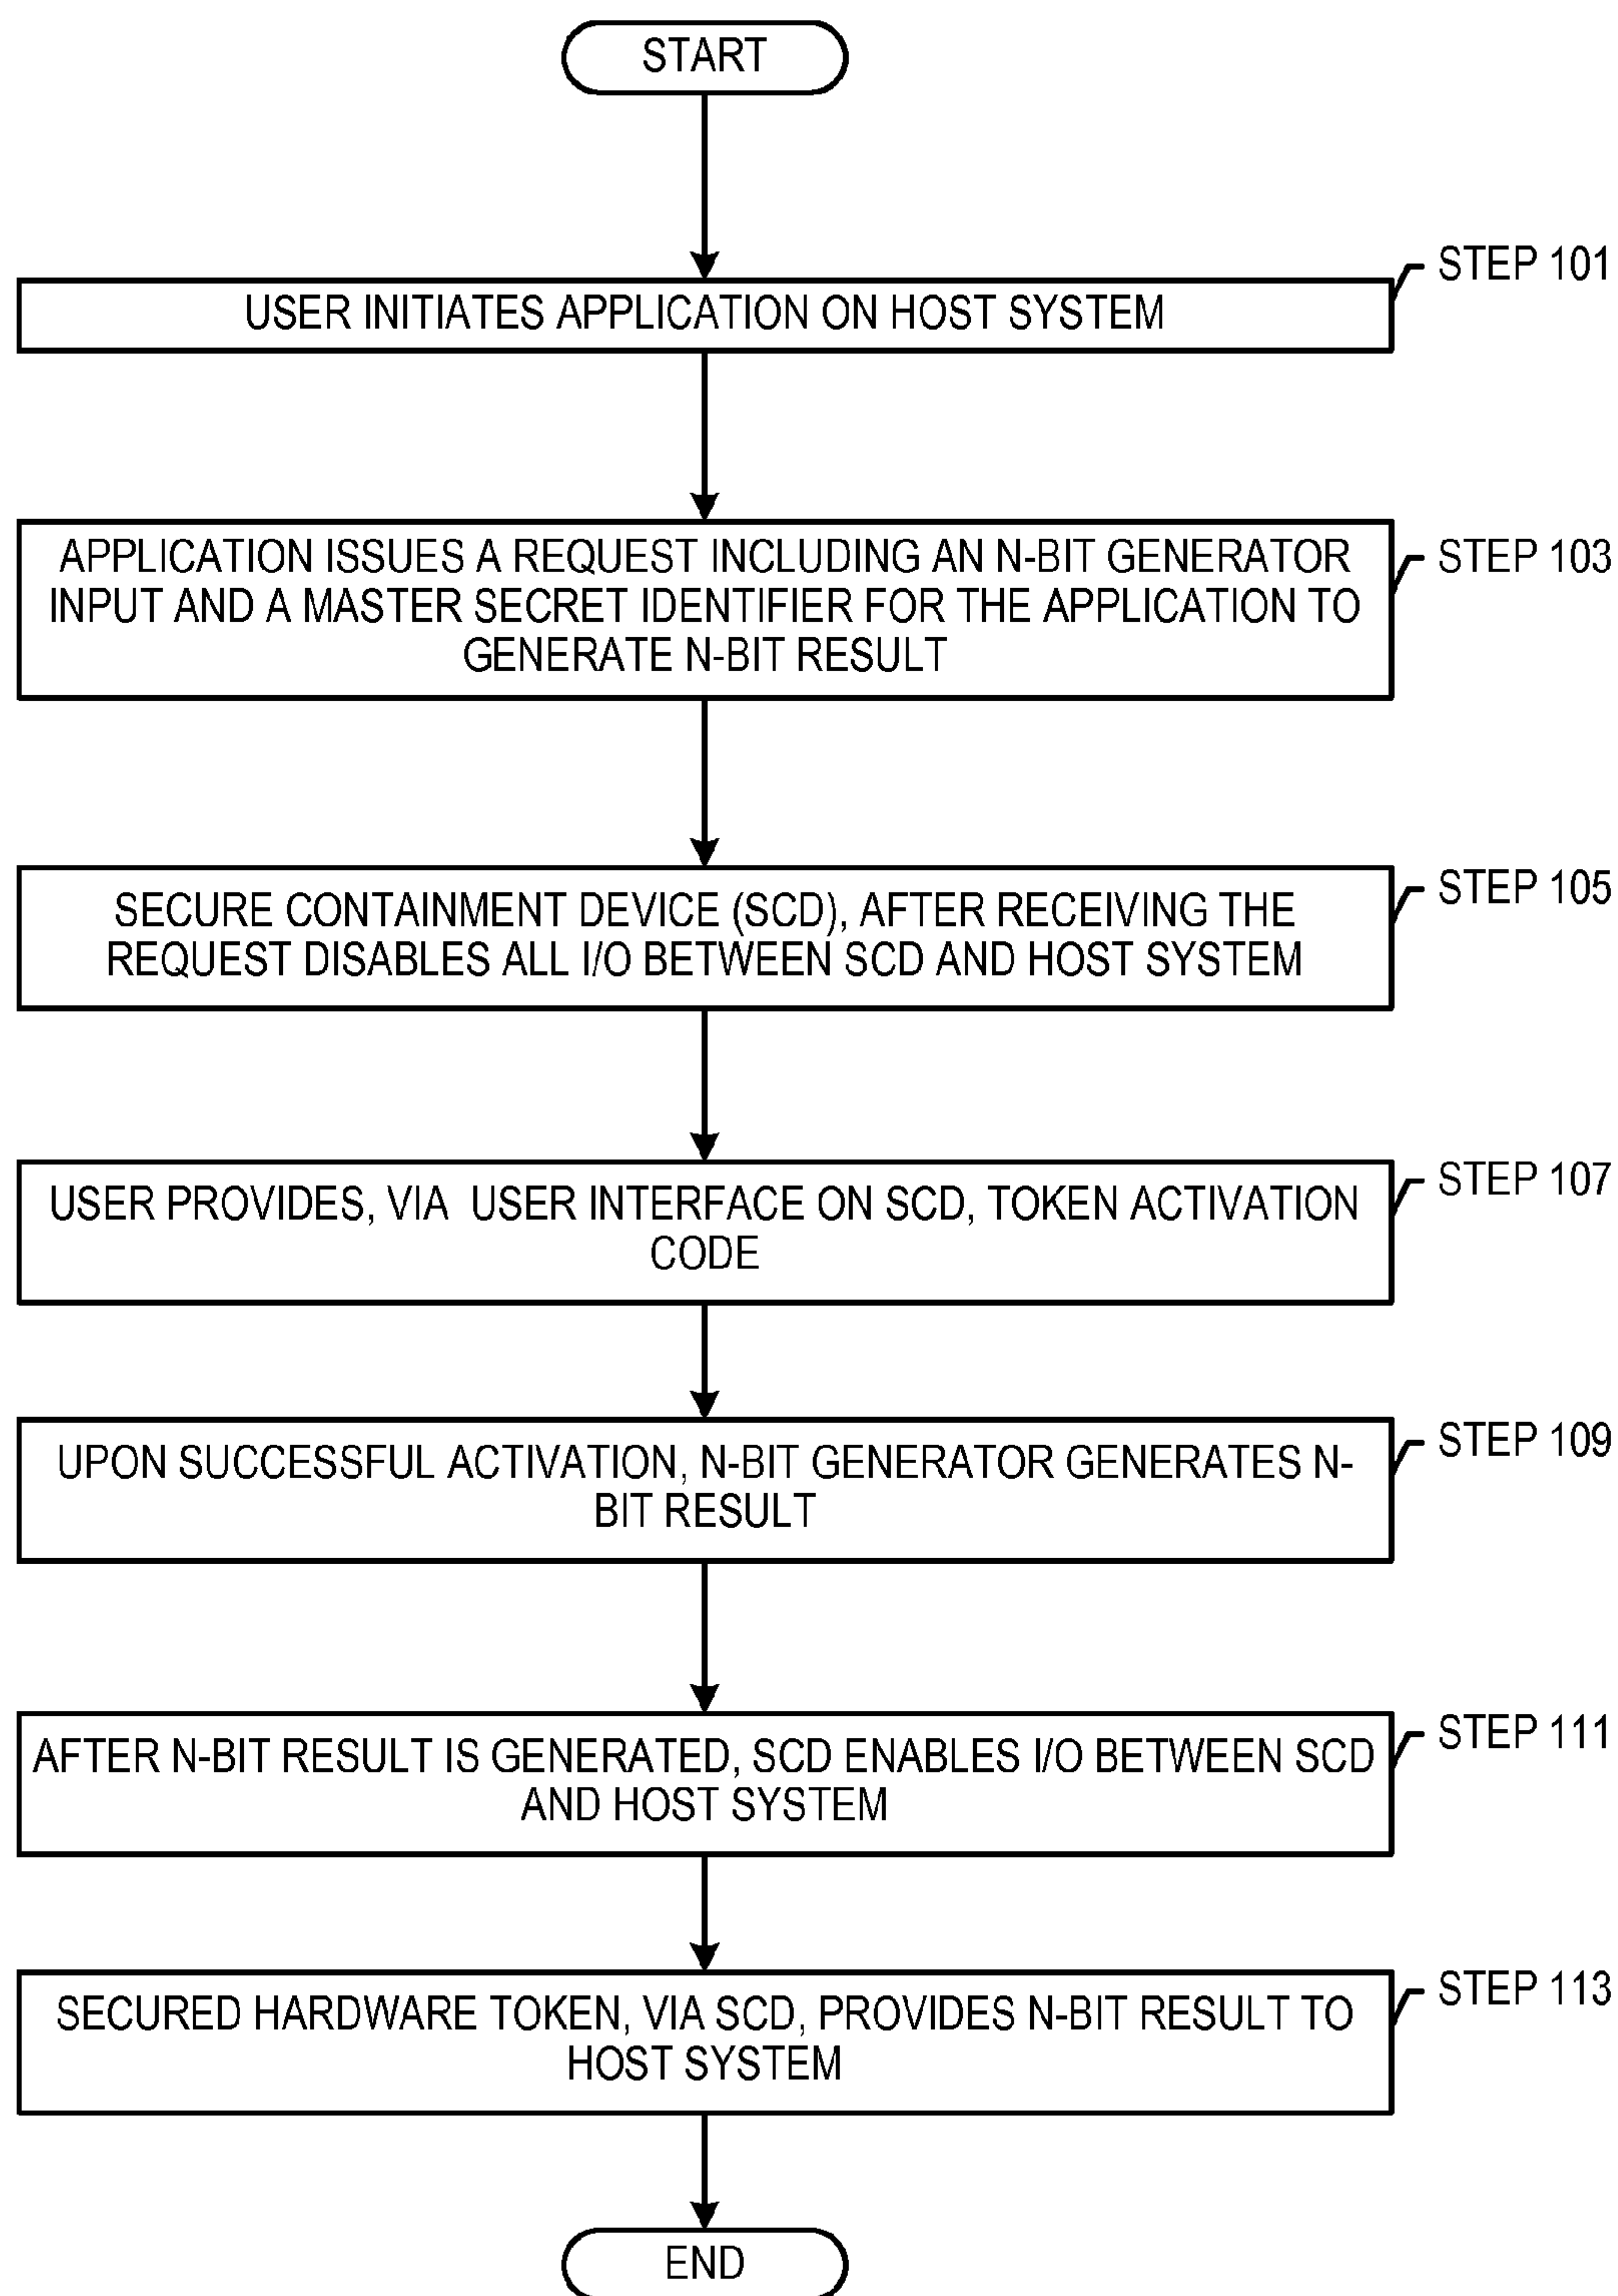 START
STEP 101
USER INITIATES APPLICATION ON HOST SYSTEM
STEP 103
APPLICATION ISSUES A REQUEST INCLUDING AN N-BIT GENERATOR
INPUT AND A MASTER SECRET IDENTIFIER FOR THE APPLICATION TO
GENERATE N-BIT RESULT
STEP 105
SECURE CONTAINMENT DEVICE (SCD), AFTER RECEIVING THE
REQUEST DISABLES ALL I/O BETWEEN SCD AND HOST SYSTEM
STEP 107
USER PROVIDES, VIA USER INTERFACE ON SCD, TOKEN ACTIVATION
CODE
STEP 109
UPON SUCCESSFUL ACTIVATION, N-BIT GENERATOR GENERATES N-
BIT RESULT
STEP 111
AFTER N-BIT RESULT IS GENERATED, SCD ENABLES I/O BETWEEN SCD
AND HOST SYSTEM
STEP 113
SECURED HARDWARE TOKEN, VIA SCD, PROVIDES N-BIT RESULT TO
HOST SYSTEM
END